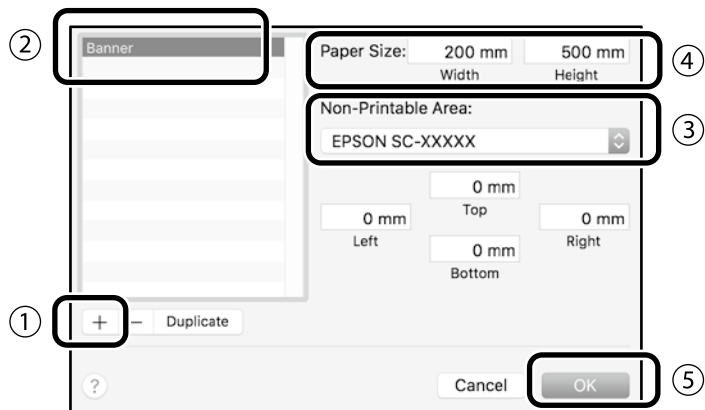 ②
Banner
Paper Size: 200 mm 500 mm
Width Height
④
Non-Printable Area:
EPSON SC-XXXXX
③
0 mm
Top
0 mm 0 mm
Left Right
0 mm
Bottom
①
+ − Duplicate
? Cancel OK
⑤